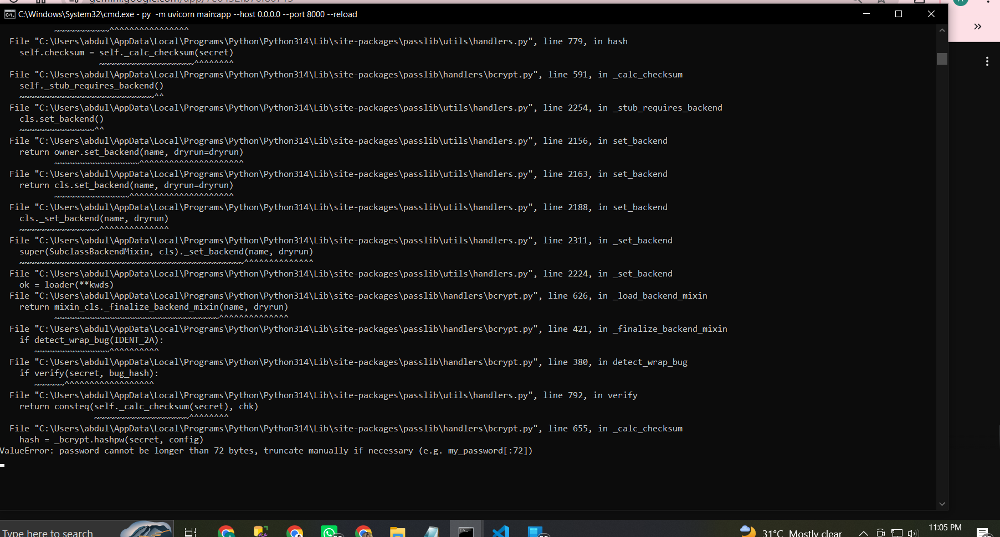 C:\Windows\System32\cmd.exe - py  -m uvicorn main:app --host 0.0.0.0 --port 8000 --reload
~~~~~~~~~~~^^^^^^^^^^^^^^^^
File "C:\Users\abdul\AppData\Local\Programs\Python\Python314\Lib\site-packages\passlib\utils\handlers.py", line 779, in hash
self.checksum = self._calc_checksum(secret)
~~~~~~~~~~~~~~~~~~~^^^^^^^^
File "C:\Users\abdul\AppData\Local\Programs\Python\Python314\Lib\site-packages\passlib\handlers\bcrypt.py", line 591, in _calc_checksum
self._stub_requires_backend()
~~~~~~~~~~~~~~~~~~~~~~~~~~~^^
File "C:\Users\abdul\AppData\Local\Programs\Python\Python314\Lib\site-packages\passlib\utils\handlers.py", line 2254, in _stub_requires_backend
cls.set_backend()
~~~~~~~~~~~~~~~^^
File "C:\Users\abdul\AppData\Local\Programs\Python\Python314\Lib\site-packages\passlib\utils\handlers.py", line 2156, in set_backend
return owner.set_backend(name, dryrun=dryrun)
~~~~~~~~~~~~~~~~~^^^^^^^^^^^^^^^^^^^^^
File "C:\Users\abdul\AppData\Local\Programs\Python\Python314\Lib\site-packages\passlib\utils\handlers.py", line 2163, in set_backend
return cls.set_backend(name, dryrun=dryrun)
~~~~~~~~~~~~~~~^^^^^^^^^^^^^^^^^^^^^
File "C:\Users\abdul\AppData\Local\Programs\Python\Python314\Lib\site-packages\passlib\utils\handlers.py", line 2188, in set_backend
cls._set_backend(name, dryrun)
~~~~~~~~~~~~~~~~^^^^^^^^^^^^^^
File "C:\Users\abdul\AppData\Local\Programs\Python\Python314\Lib\site-packages\passlib\utils\handlers.py", line 2311, in _set_backend
super(SubclassBackendMixin, cls)._set_backend(name, dryrun)
~~~~~~~~~~~~~~~~~~~~~~~~~~~~~~~~~~~~~~~~~~~~~^^^^^^^^^^^^^^
File "C:\Users\abdul\AppData\Local\Programs\Python\Python314\Lib\site-packages\passlib\utils\handlers.py", line 2224, in _set_backend
ok = loader(**kwds)
File "C:\Users\abdul\AppData\Local\Programs\Python\Python314\Lib\site-packages\passlib\handlers\bcrypt.py", line 626, in _load_backend_mixin
return mixin_cls._finalize_backend_mixin(name, dryrun)
~~~~~~~~~~~~~~~~~~~~~~~~~~~~~~~~~^^^^^^^^^^^^^^
File "C:\Users\abdul\AppData\Local\Programs\Python\Python314\Lib\site-packages\passlib\handlers\bcrypt.py", line 421, in _finalize_backend_mixin
if detect_wrap_bug(IDENT_2A):
~~~~~~~~~~~~~~~^^^^^^^^^^
File "C:\Users\abdul\AppData\Local\Programs\Python\Python314\Lib\site-packages\passlib\handlers\bcrypt.py", line 380, in detect_wrap_bug
if verify(secret, bug_hash):
~~~~~~^^^^^^^^^^^^^^^^^^
File "C:\Users\abdul\AppData\Local\Programs\Python\Python314\Lib\site-packages\passlib\utils\handlers.py", line 792, in verify
return consteq(self._calc_checksum(secret), chk)
~~~~~~~~~~~~~~~~~~~^^^^^^^^
File "C:\Users\abdul\AppData\Local\Programs\Python\Python314\Lib\site-packages\passlib\handlers\bcrypt.py", line 655, in _calc_checksum
hash = _bcrypt.hashpw(secret, config)
ValueError: password cannot be longer than 72 bytes, truncate manually if necessary (e.g. my_password[:72])
Type here to search
31°C Mostly clear
11:05 PM